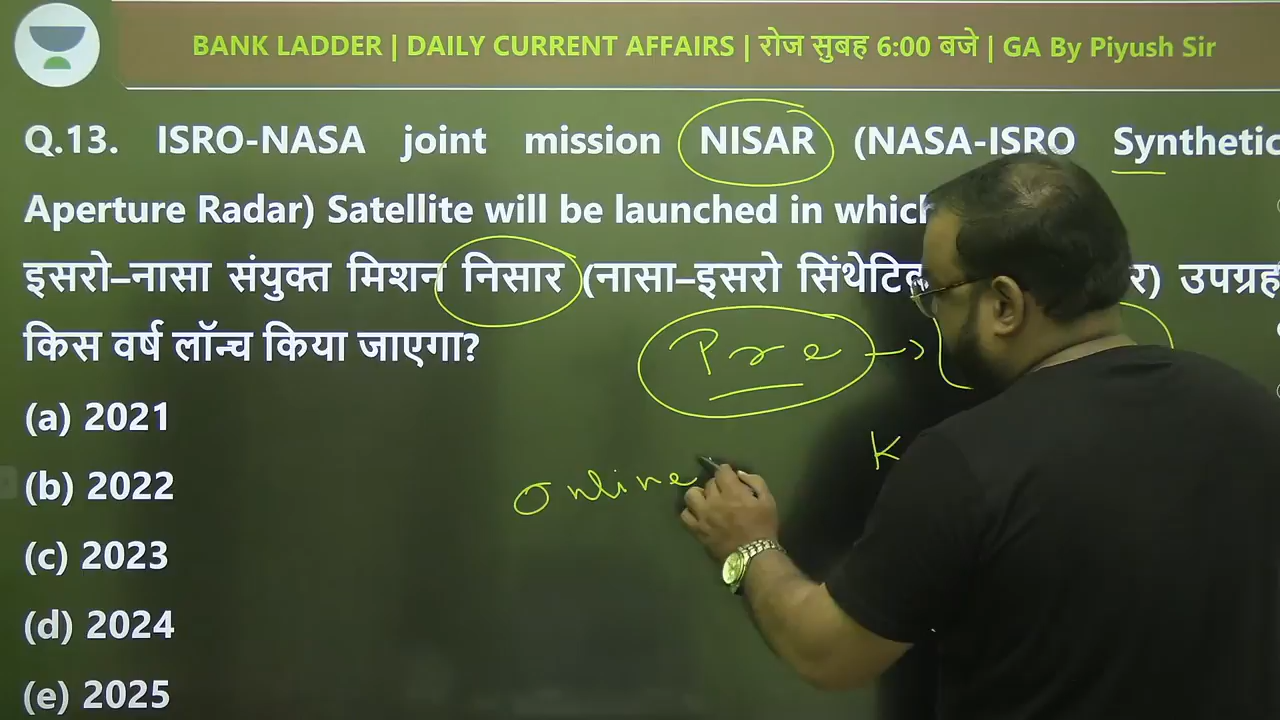 BANK LADDER | DAILY CURRENT AFFAIRS | रोज सुबह 6:00 बजे | GA By Piyush Sir
Q.13. ISRO-NASA joint mission NISAR (NASA-ISRO Synthetic
Aperture Radar) Satellite will be launched in which
इसरो–नासा संयुक्त मिशन निसार (नासा–इसरो र) उपग्रह
किस वर्ष लॉन्च किया जाएगा?
Pre
K
online
(a) 2021
(b) 2022
(c) 2023
(d) 2024
(e) 2025